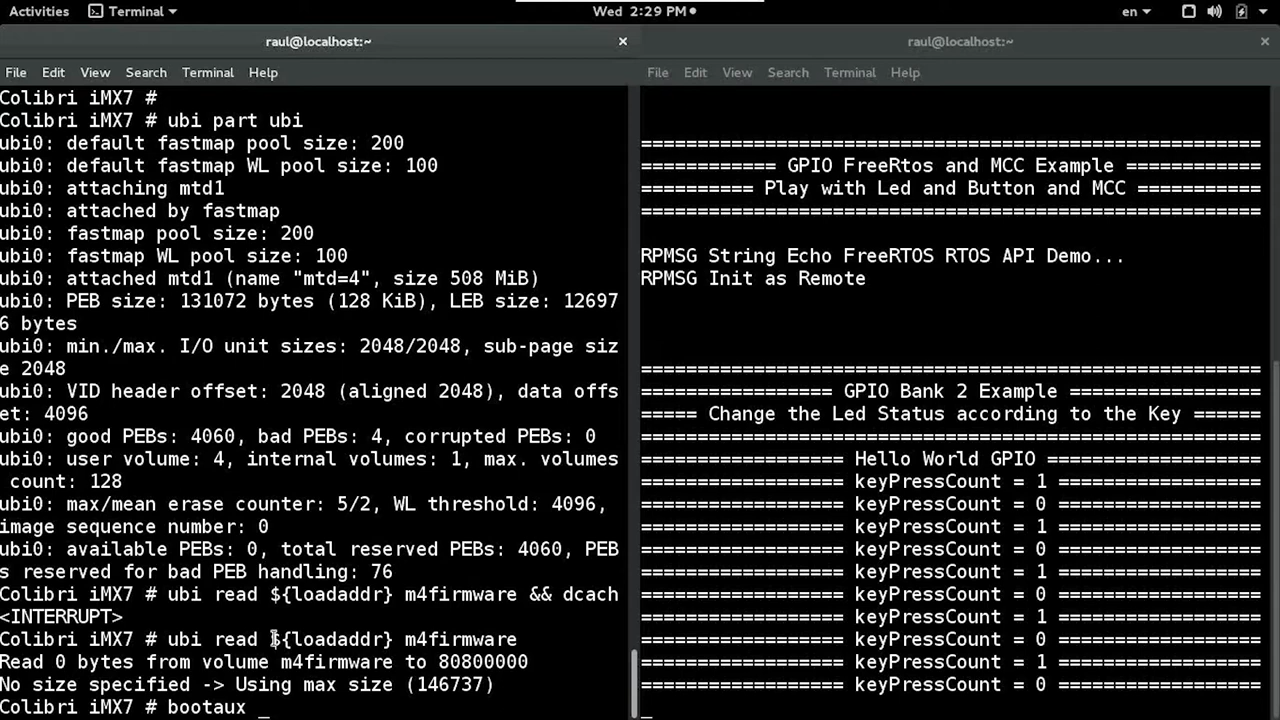 Activities Terminal Wed 2:29 PM en
raul@localhost:~
File Edit View Search Terminal Help
Colibri iMX7 #
Colibri iMX7 # ubi part ubi
ubi0: default fastmap pool size: 200
ubi0: default fastmap WL pool size: 100
ubi0: attaching mtd1
ubi0: attached by fastmap
ubi0: fastmap pool size: 200
ubi0: fastmap WL pool size: 100
ubi0: attached mtd1 (name "mtd=4", size 508 MiB)
ubi0: PEB size: 131072 bytes (128 KiB), LEB size: 12697
6 bytes
ubi0: min./max. I/O unit sizes: 2048/2048, sub-page siz
e 2048
ubi0: VID header offset: 2048 (aligned 2048), data offs
et: 4096
ubi0: good PEBs: 4060, bad PEBs: 4, corrupted PEBs: 0
ubi0: user volume: 4, internal volumes: 1, max. volumes
 count: 128
ubi0: max/mean erase counter: 5/2, WL threshold: 4096,
image sequence number: 0
ubi0: available PEBs: 0, total reserved PEBs: 4060, PEB
s reserved for bad PEB handling: 76
Colibri iMX7 # ubi read ${loadaddr} m4firmware && dcach
<INTERRUPT>
Colibri iMX7 # ubi read ${loadaddr} m4firmware
Read 0 bytes from volume m4firmware to 80800000
No size specified -> Using max size (146737)
Colibri iMX7 # bootaux _
raul@localhost:~
File Edit View Search Terminal Help
=======================================================
============ GPIO FreeRtos and MCC Example ============
========== Play with Led and Button and MCC ===========
=======================================================
RPMSG String Echo FreeRTOS RTOS API Demo...
RPMSG Init as Remote
=======================================================
================= GPIO Bank 2 Example =================
===== Change the Led Status according to the Key ======
=======================================================
================== Hello World GPIO ===================
================== keyPressCount = 1 ==================
================== keyPressCount = 0 ==================
================== keyPressCount = 1 ==================
================== keyPressCount = 0 ==================
================== keyPressCount = 1 ==================
================== keyPressCount = 0 ==================
================== keyPressCount = 1 ==================
================== keyPressCount = 0 ==================
================== keyPressCount = 1 ==================
================== keyPressCount = 0 ==================
_